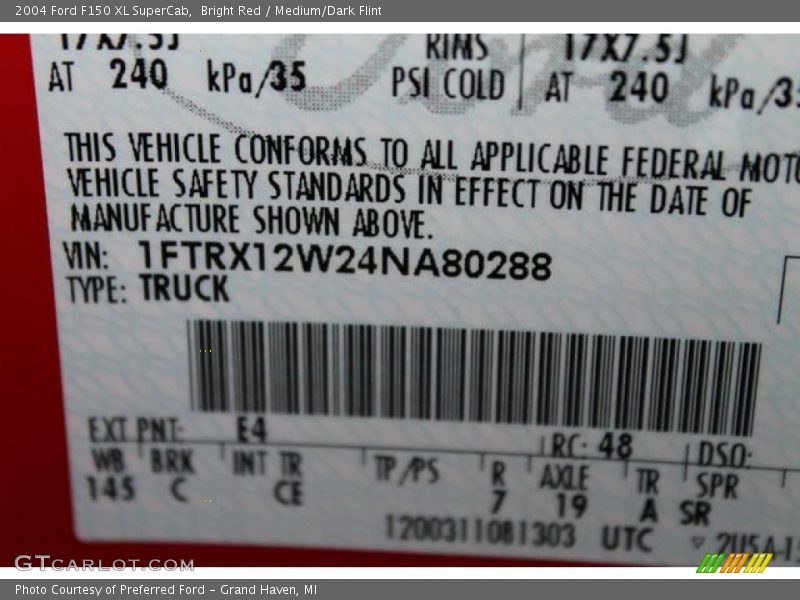 2004 Ford F150 XL SuperCab,  Bright Red / Medium/Dark Flint
17X7.5J RIMS 17X7.5J
AT 240 kPa/35 PSI COLD AT 240 kPa/35
THIS VEHICLE CONFORMS TO ALL APPLICABLE FEDERAL MOTO
VEHICLE SAFETY STANDARDS IN EFFECT ON THE DATE OF
MANUFACTURE SHOWN ABOVE.
VIN: 1FTRX12W24NA80288
TYPE: TRUCK
EXT PNT: E4 RC: 48 DSO:
WB BRK INT TR TP/PS R AXLE TR SPR
145 C CE 7 19 A SR
1200311081303 UTC
GTCARLOT.COM
Photo Courtesy of Preferred Ford – Grand Haven, MI